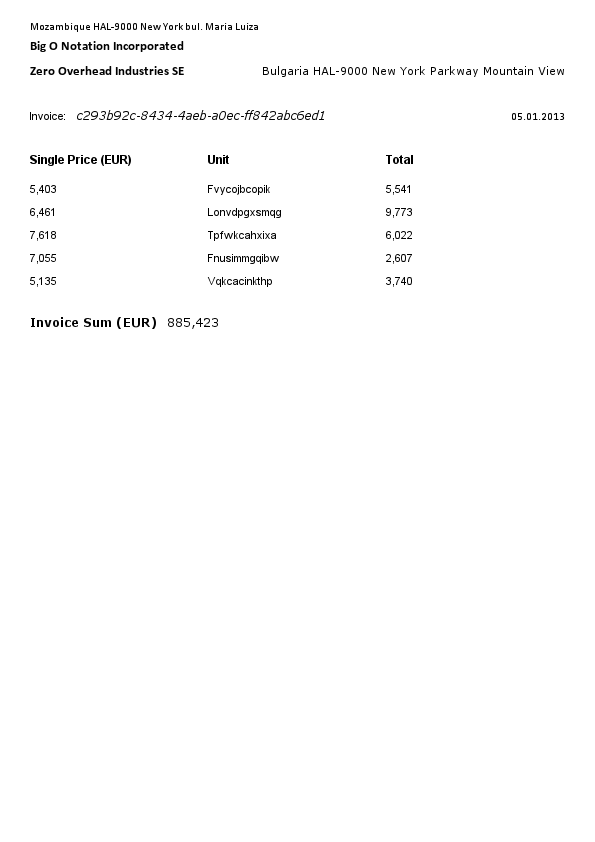 Mozambique HAL-9000 New York bul. Maria Luiza
Big O Notation Incorporated
Zero Overhead Industries SE Bulgaria HAL-9000 New York Parkway Mountain View
Invoice: c293b92c-8434-4aeb-a0ec-ff842abc6ed1 05.01.2013
Single Price (EUR) Unit Total
5,403 Fvycojbcopik 5,541
6,461 Lonvdpgxsmqg 9,773
7,618 Tpfwkcahxixa 6,022
7,055 Fnusimmgqibw 2,607
5,135 Vqkcacinkthp 3,740
Invoice Sum (EUR) 885,423